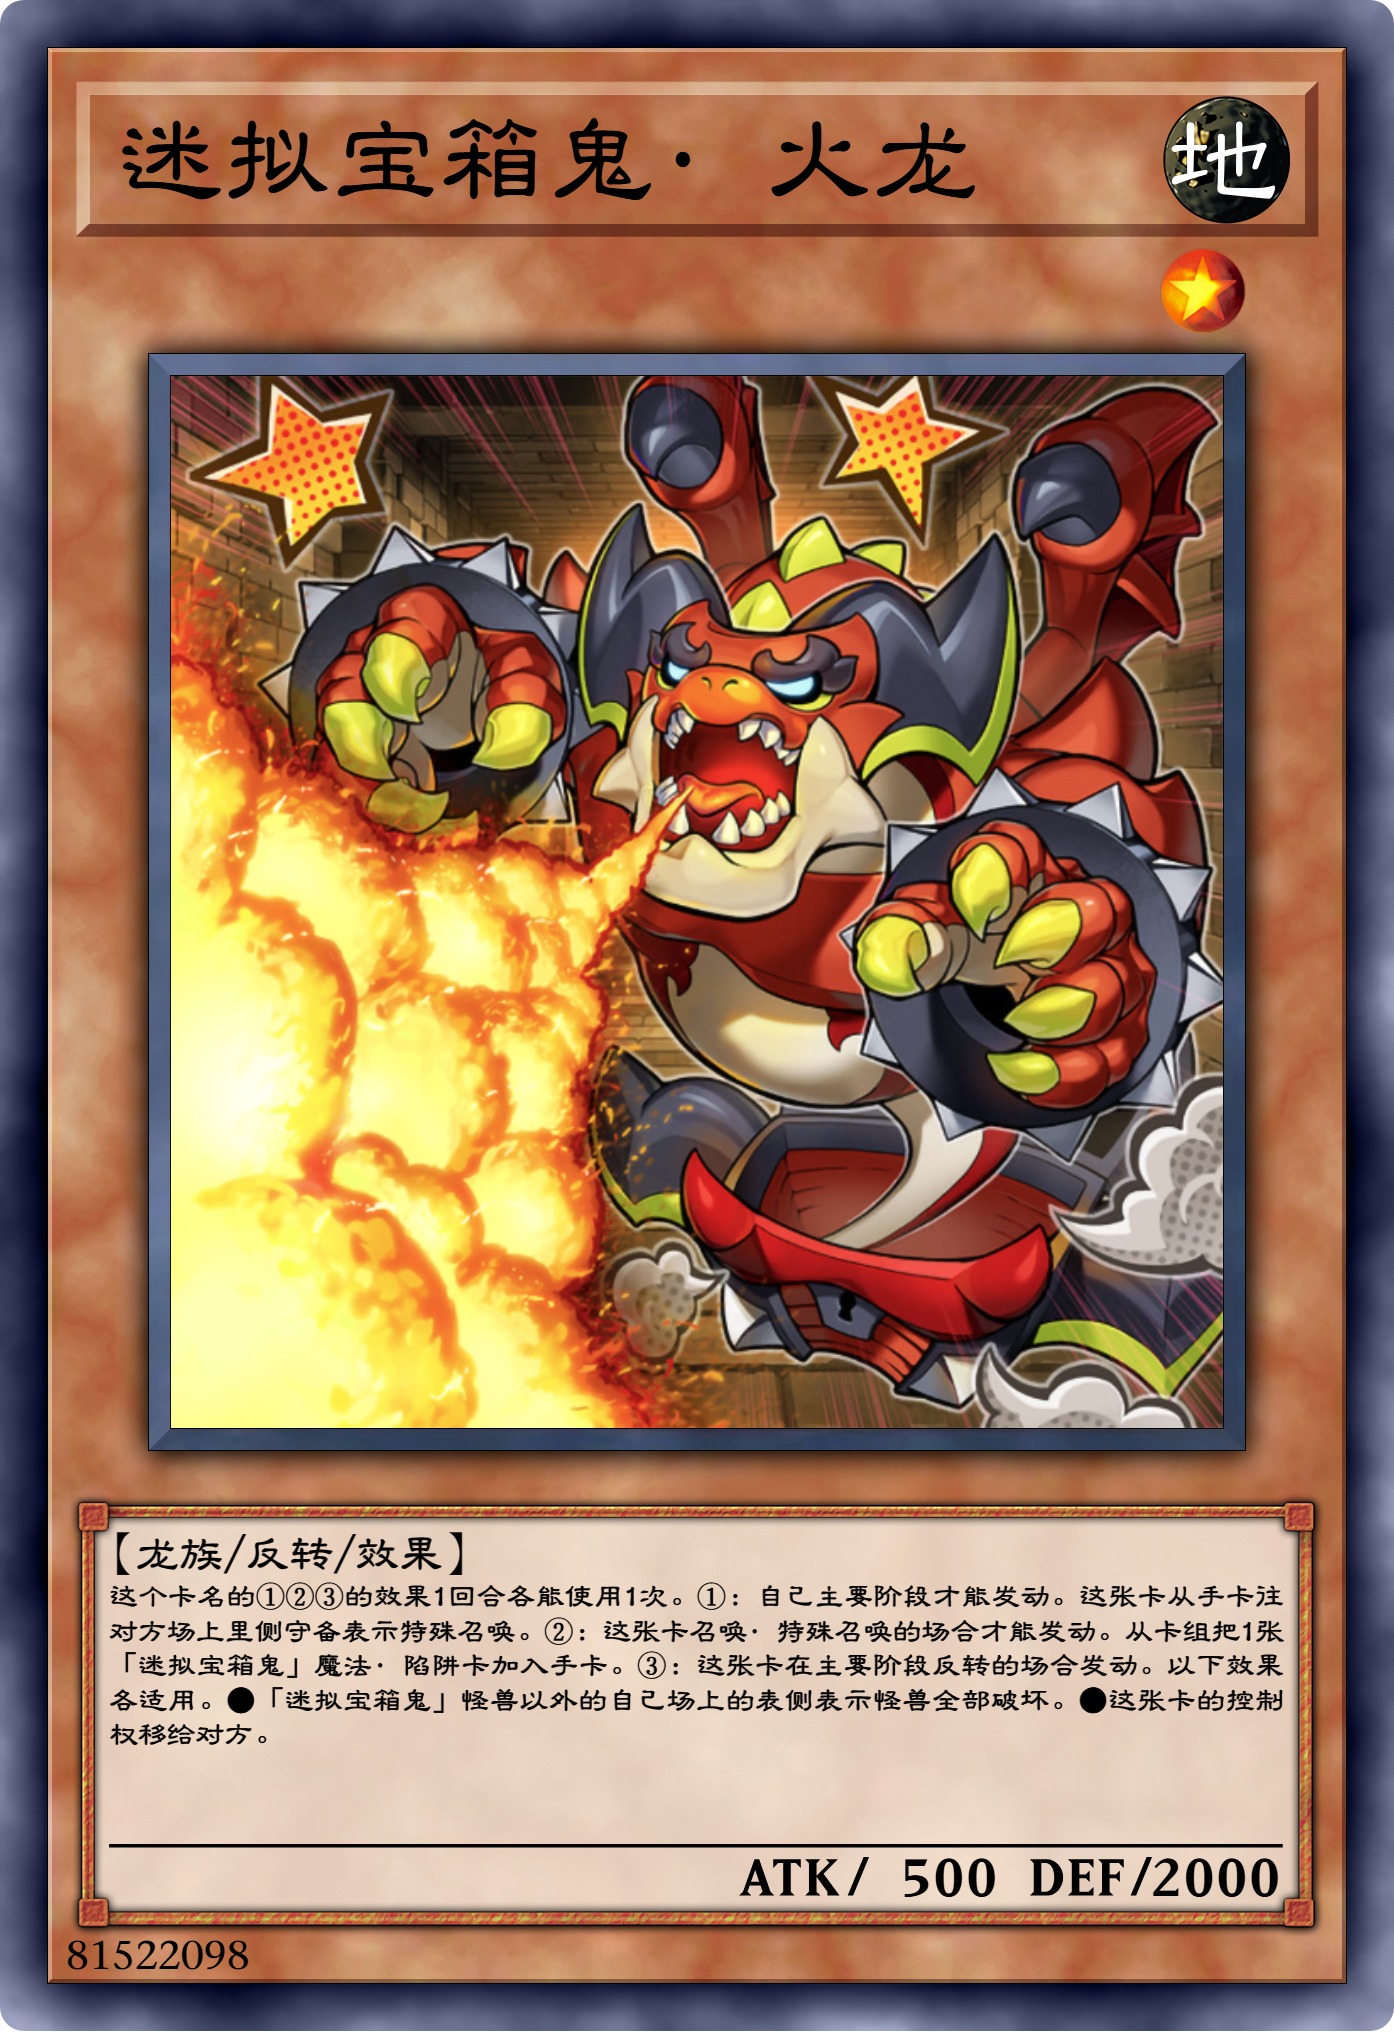 迷拟宝箱鬼·火龙
地
【龙族/反转/效果】
这个卡名的①②③的效果1回合各能使用1次。①：自己主要阶段才能发动。这张卡从手卡往
对方场上里侧守备表示特殊召唤。②：这张卡召唤·特殊召唤的场合才能发动。从卡组把1张
「迷拟宝箱鬼」魔法·陷阱卡加入手卡。③：这张卡在主要阶段反转的场合发动。以下效果
各适用。●「迷拟宝箱鬼」怪兽以外的自己场上的表侧表示怪兽全部破坏。●这张卡的控制
权移给对方。
ATK/ 500 DEF/2000
81522098